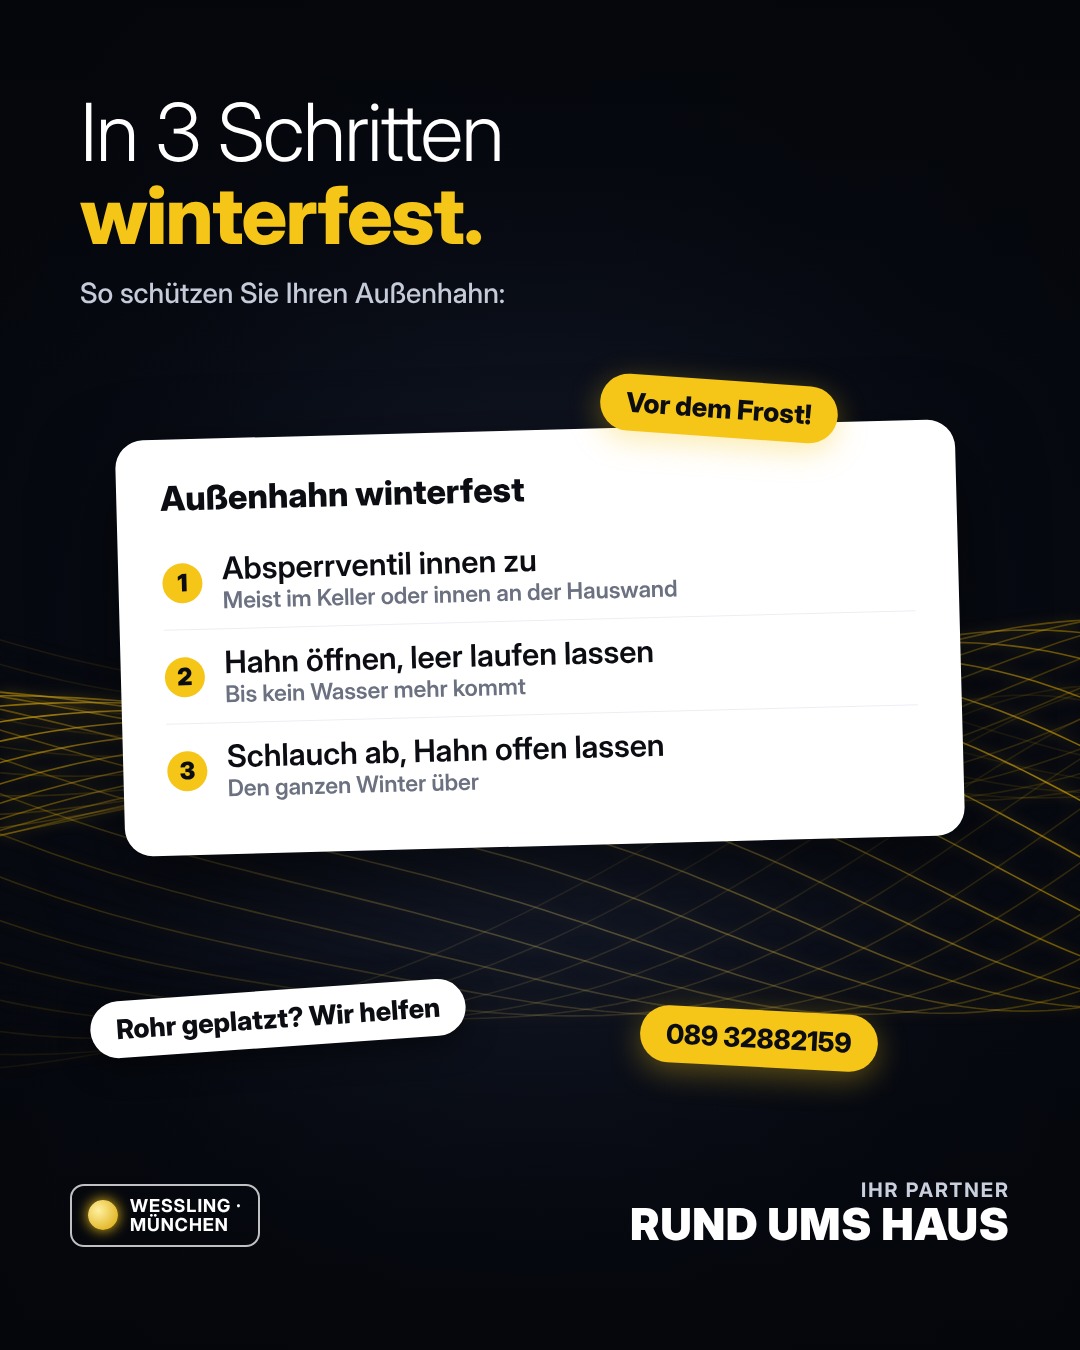 In 3 Schritten
winterfest.
So schützen Sie Ihren Außenhahn:
Vor dem Frost!
Außenhahn winterfest
1 Absperrventil innen zu
Meist im Keller oder innen an der Hauswand
2 Hahn öffnen, leer laufen lassen
Bis kein Wasser mehr kommt
3 Schlauch ab, Hahn offen lassen
Den ganzen Winter über
Rohr geplatzt? Wir helfen
089 32882159
WESSLING ·
MÜNCHEN
IHR PARTNER
RUND UMS HAUS